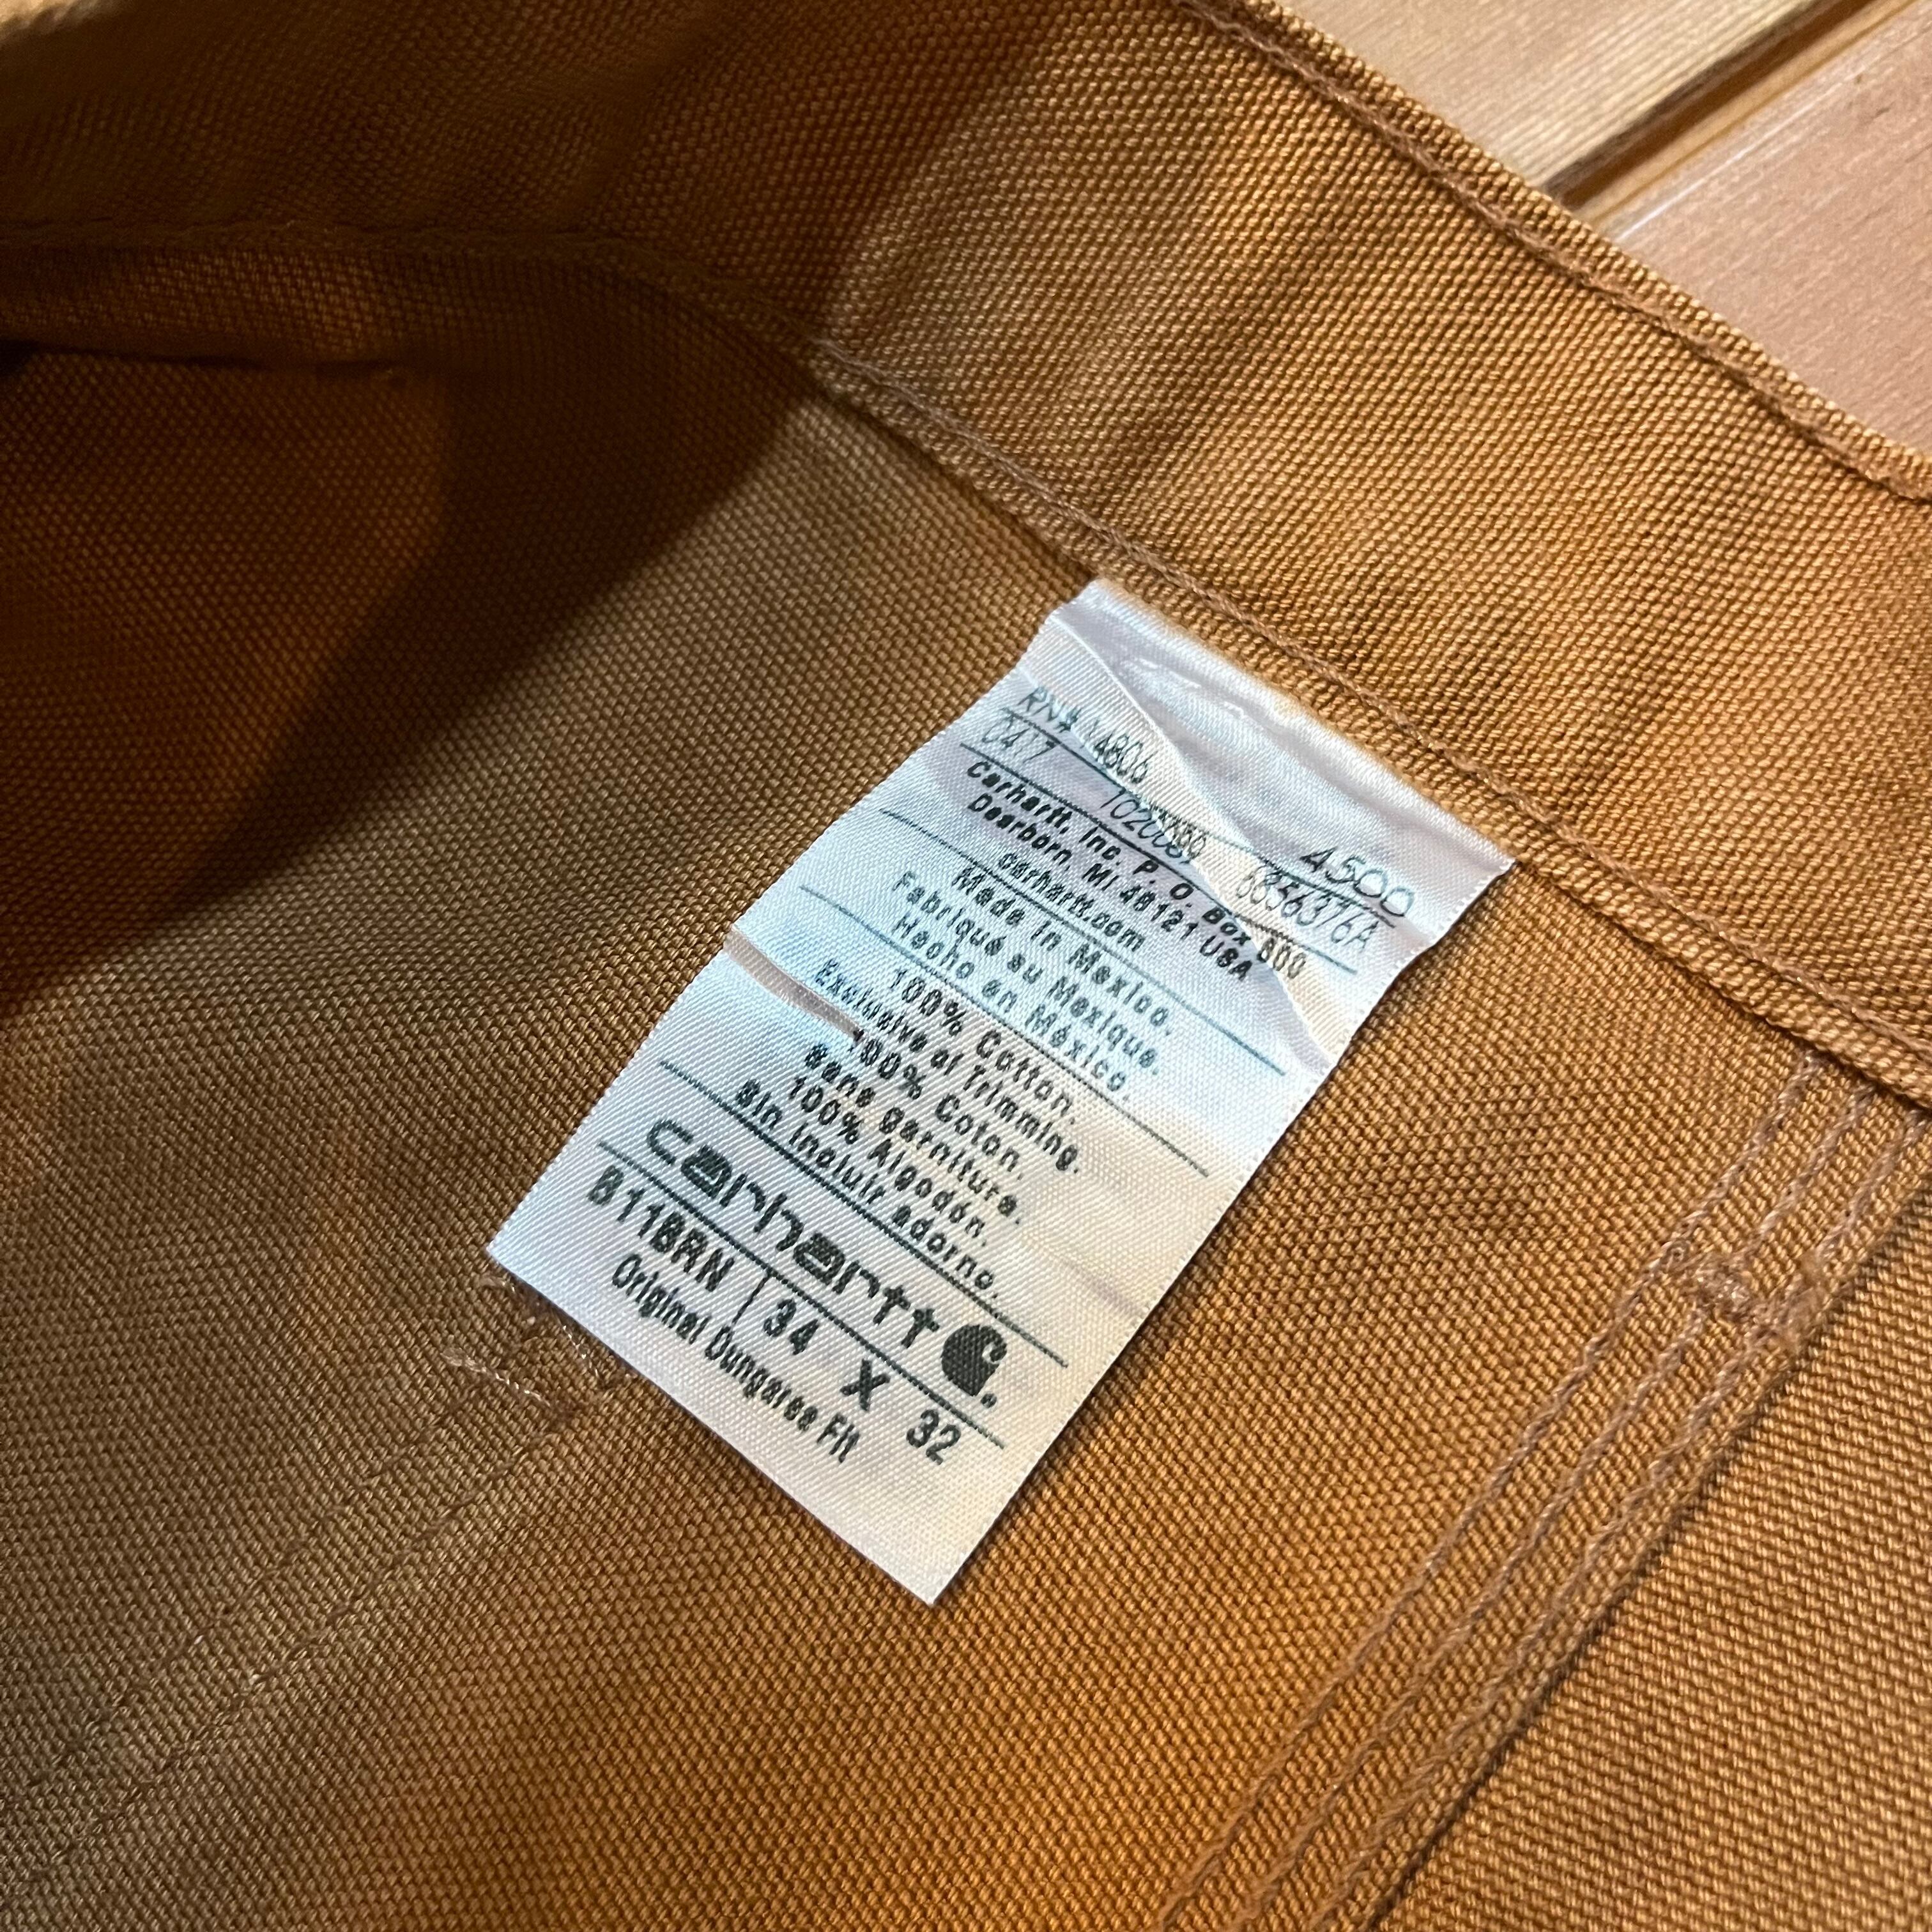 RN# 14806
4500
047
6656376A
Carhartt, Inc. P. O. Box 600
Dearborn, MI 48121 USA
carhartt.com
Made in Mexico.
Fabriqué au Mexique.
Hecho en México.
100% Cotton.
Exclusive of Trimming.
100% Coton.
Sans garniture.
100% Algodón.
Sin incluir adorno.
carhartt
B11BRN 34 X 32
Original Dungaree Fit